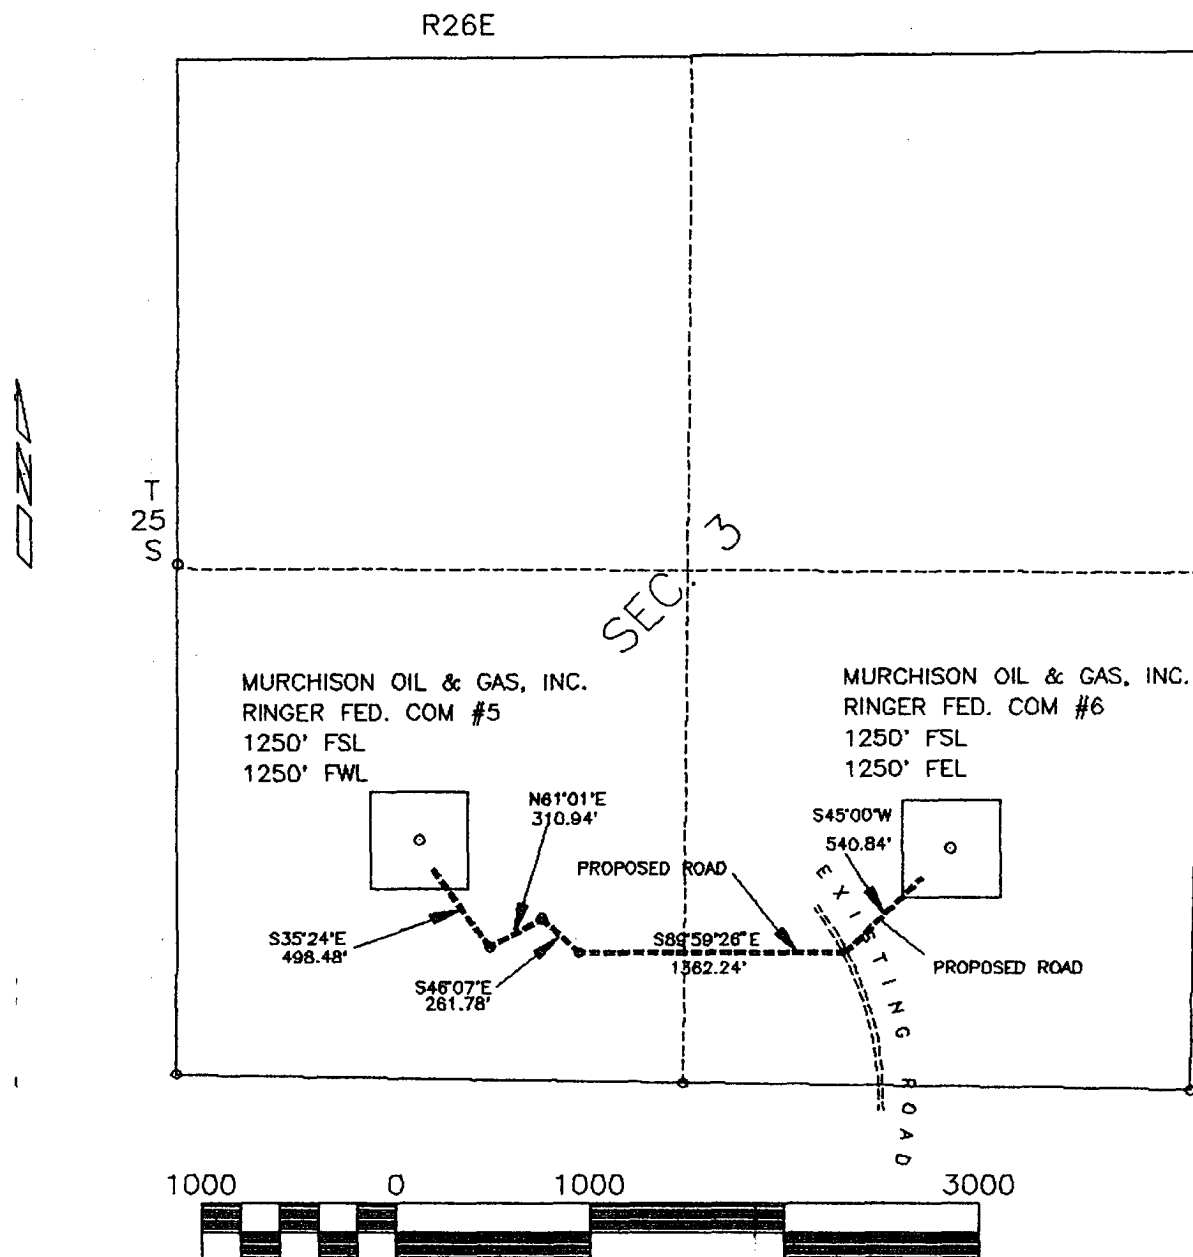 R26E
T
25
S
SEC. 3
MURCHISON OIL & GAS, INC.
RINGER FED. COM #5
1250' FSL
1250' FWL
MURCHISON OIL & GAS, INC.
RINGER FED. COM #6
1250' FSL
1250' FEL
N61°01'E
310.94'
S45°00'W
540.84'
PROPOSED ROAD
EXISTING ROAD
S35°24'E
498.48'
S89°59'26"E
1362.24'
PROPOSED ROAD
S46°07'E
261.78'
1000 0 1000 3000